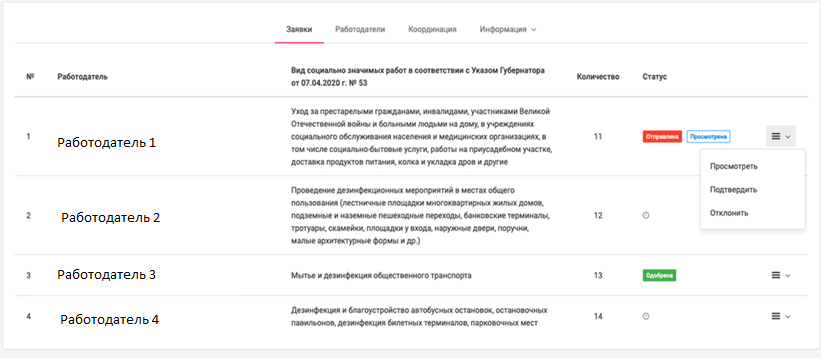 Заявки Работодатели Координация Информация
№ Работодатель Вид социально значимых работ в соответствии с Указом Губернатора от 07.04.2020 г. № 53 Количество Статус
1 Работодатель 1
Уход за престарелыми гражданами, инвалидами, участниками Великой
Отечественной войны и больными людьми на дому, в учреждениях
социального обслуживания населения и медицинских организациях, в
том числе социально-бытовые услуги, работы на приусадебном участке,
доставка продуктов питания, колка и укладка дров и другие
11 Отправлена Просмотрена
Просмотреть
Подтвердить
Отклонить
2 Работодатель 2
Проведение дезинфекционных мероприятий в местах общего
пользования (лестничные площадки многоквартирных жилых домов,
подземные и наземные пешеходные переходы, банковские терминалы,
тротуары, скамейки, площадки у входа, наружные двери, поручни,
малые архитектурные формы и др.)
12
3 Работодатель 3 Мытье и дезинфекция общественного транспорта 13 Одобрена
4 Работодатель 4
Дезинфекция и благоустройство автобусных остановок, остановочных
павильонов, дезинфекция билетных терминалов, парковочных мест
14